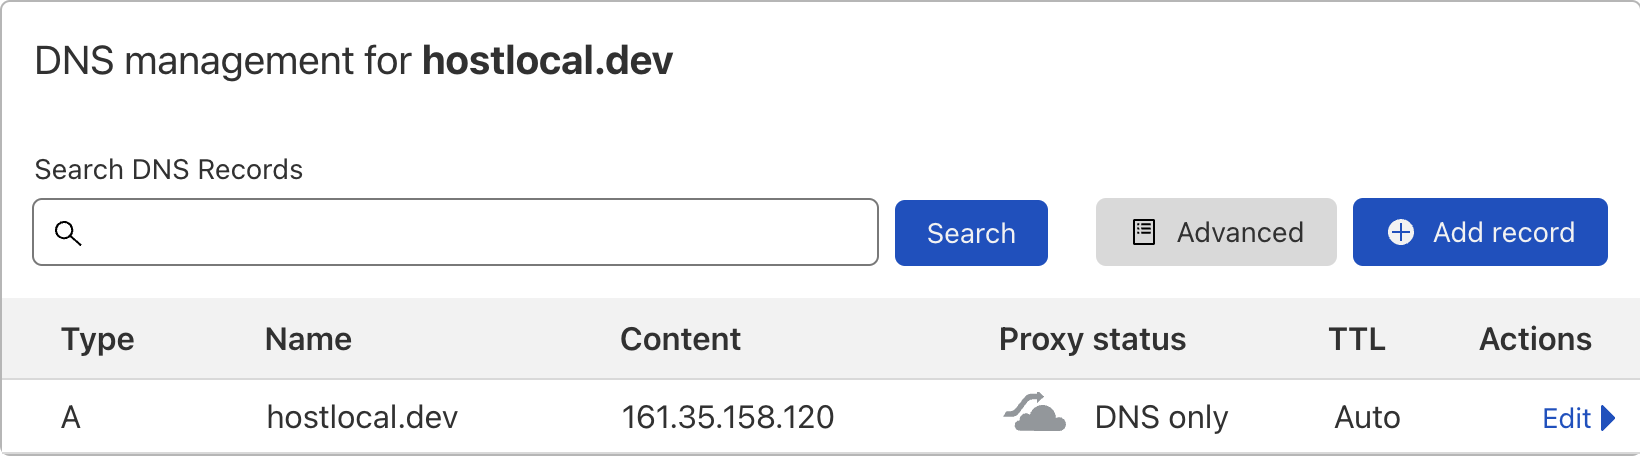 DNS management for hostlocal.dev
Search DNS Records
Search
Advanced
Add record
Type Name Content Proxy status TTL Actions
A hostlocal.dev 161.35.158.120 DNS only Auto Edit